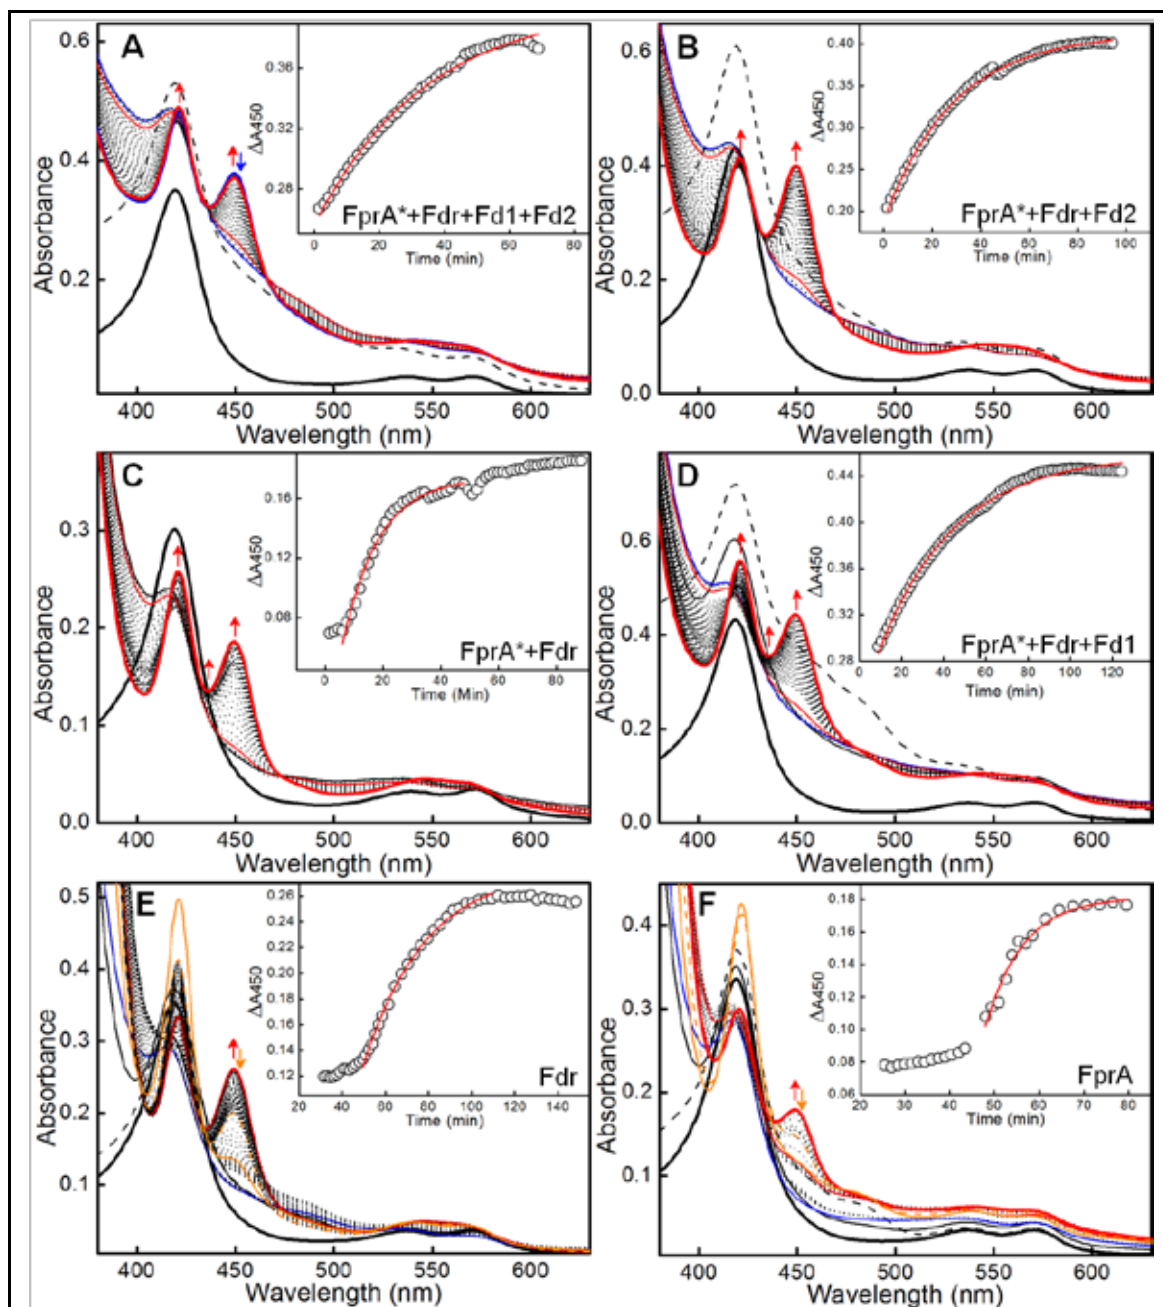 A
0.6
0.4
0.2
0.0
Absorbance
400 450 500 550 600
Wavelength (nm)
0.36
0.32
0.28
ΔA450
0 20 40 60 80
Time (min)
FprA*+Fdr+Fd1+Fd2
B
0.6
0.4
0.2
0.0
Absorbance
400 450 500 550 600
Wavelength (nm)
0.40
0.35
0.30
0.25
0.20
ΔA450
0 20 40 60 80 100
Time (min)
FprA*+Fdr+Fd2
C
0.3
0.2
0.1
0.0
Absorbance
400 450 500 550 600
Wavelength (nm)
0.16
0.12
0.08
ΔA450
0 20 40 60 80
Time (Min)
FprA*+Fdr
D
0.6
0.4
0.2
0.0
Absorbance
400 450 500 550 600
Wavelength (nm)
0.44
0.40
0.36
0.32
0.28
ΔA450
0 20 40 60 80 100 120
Time (min)
FprA*+Fdr+Fd1
E
0.5
0.4
0.3
0.2
0.1
Absorbance
400 450 500 550 600
Wavelength (nm)
0.26
0.24
0.22
0.20
0.18
0.16
0.14
0.12
ΔA450
20 40 60 80 100 120 140
Time (min)
Fdr
F
0.4
0.3
0.2
0.1
Absorbance
400 450 500 550 600
Wavelength (nm)
0.18
0.16
0.14
0.12
0.10
0.08
0.06
ΔA450
20 30 40 50 60 70 80
Time (min)
FprA